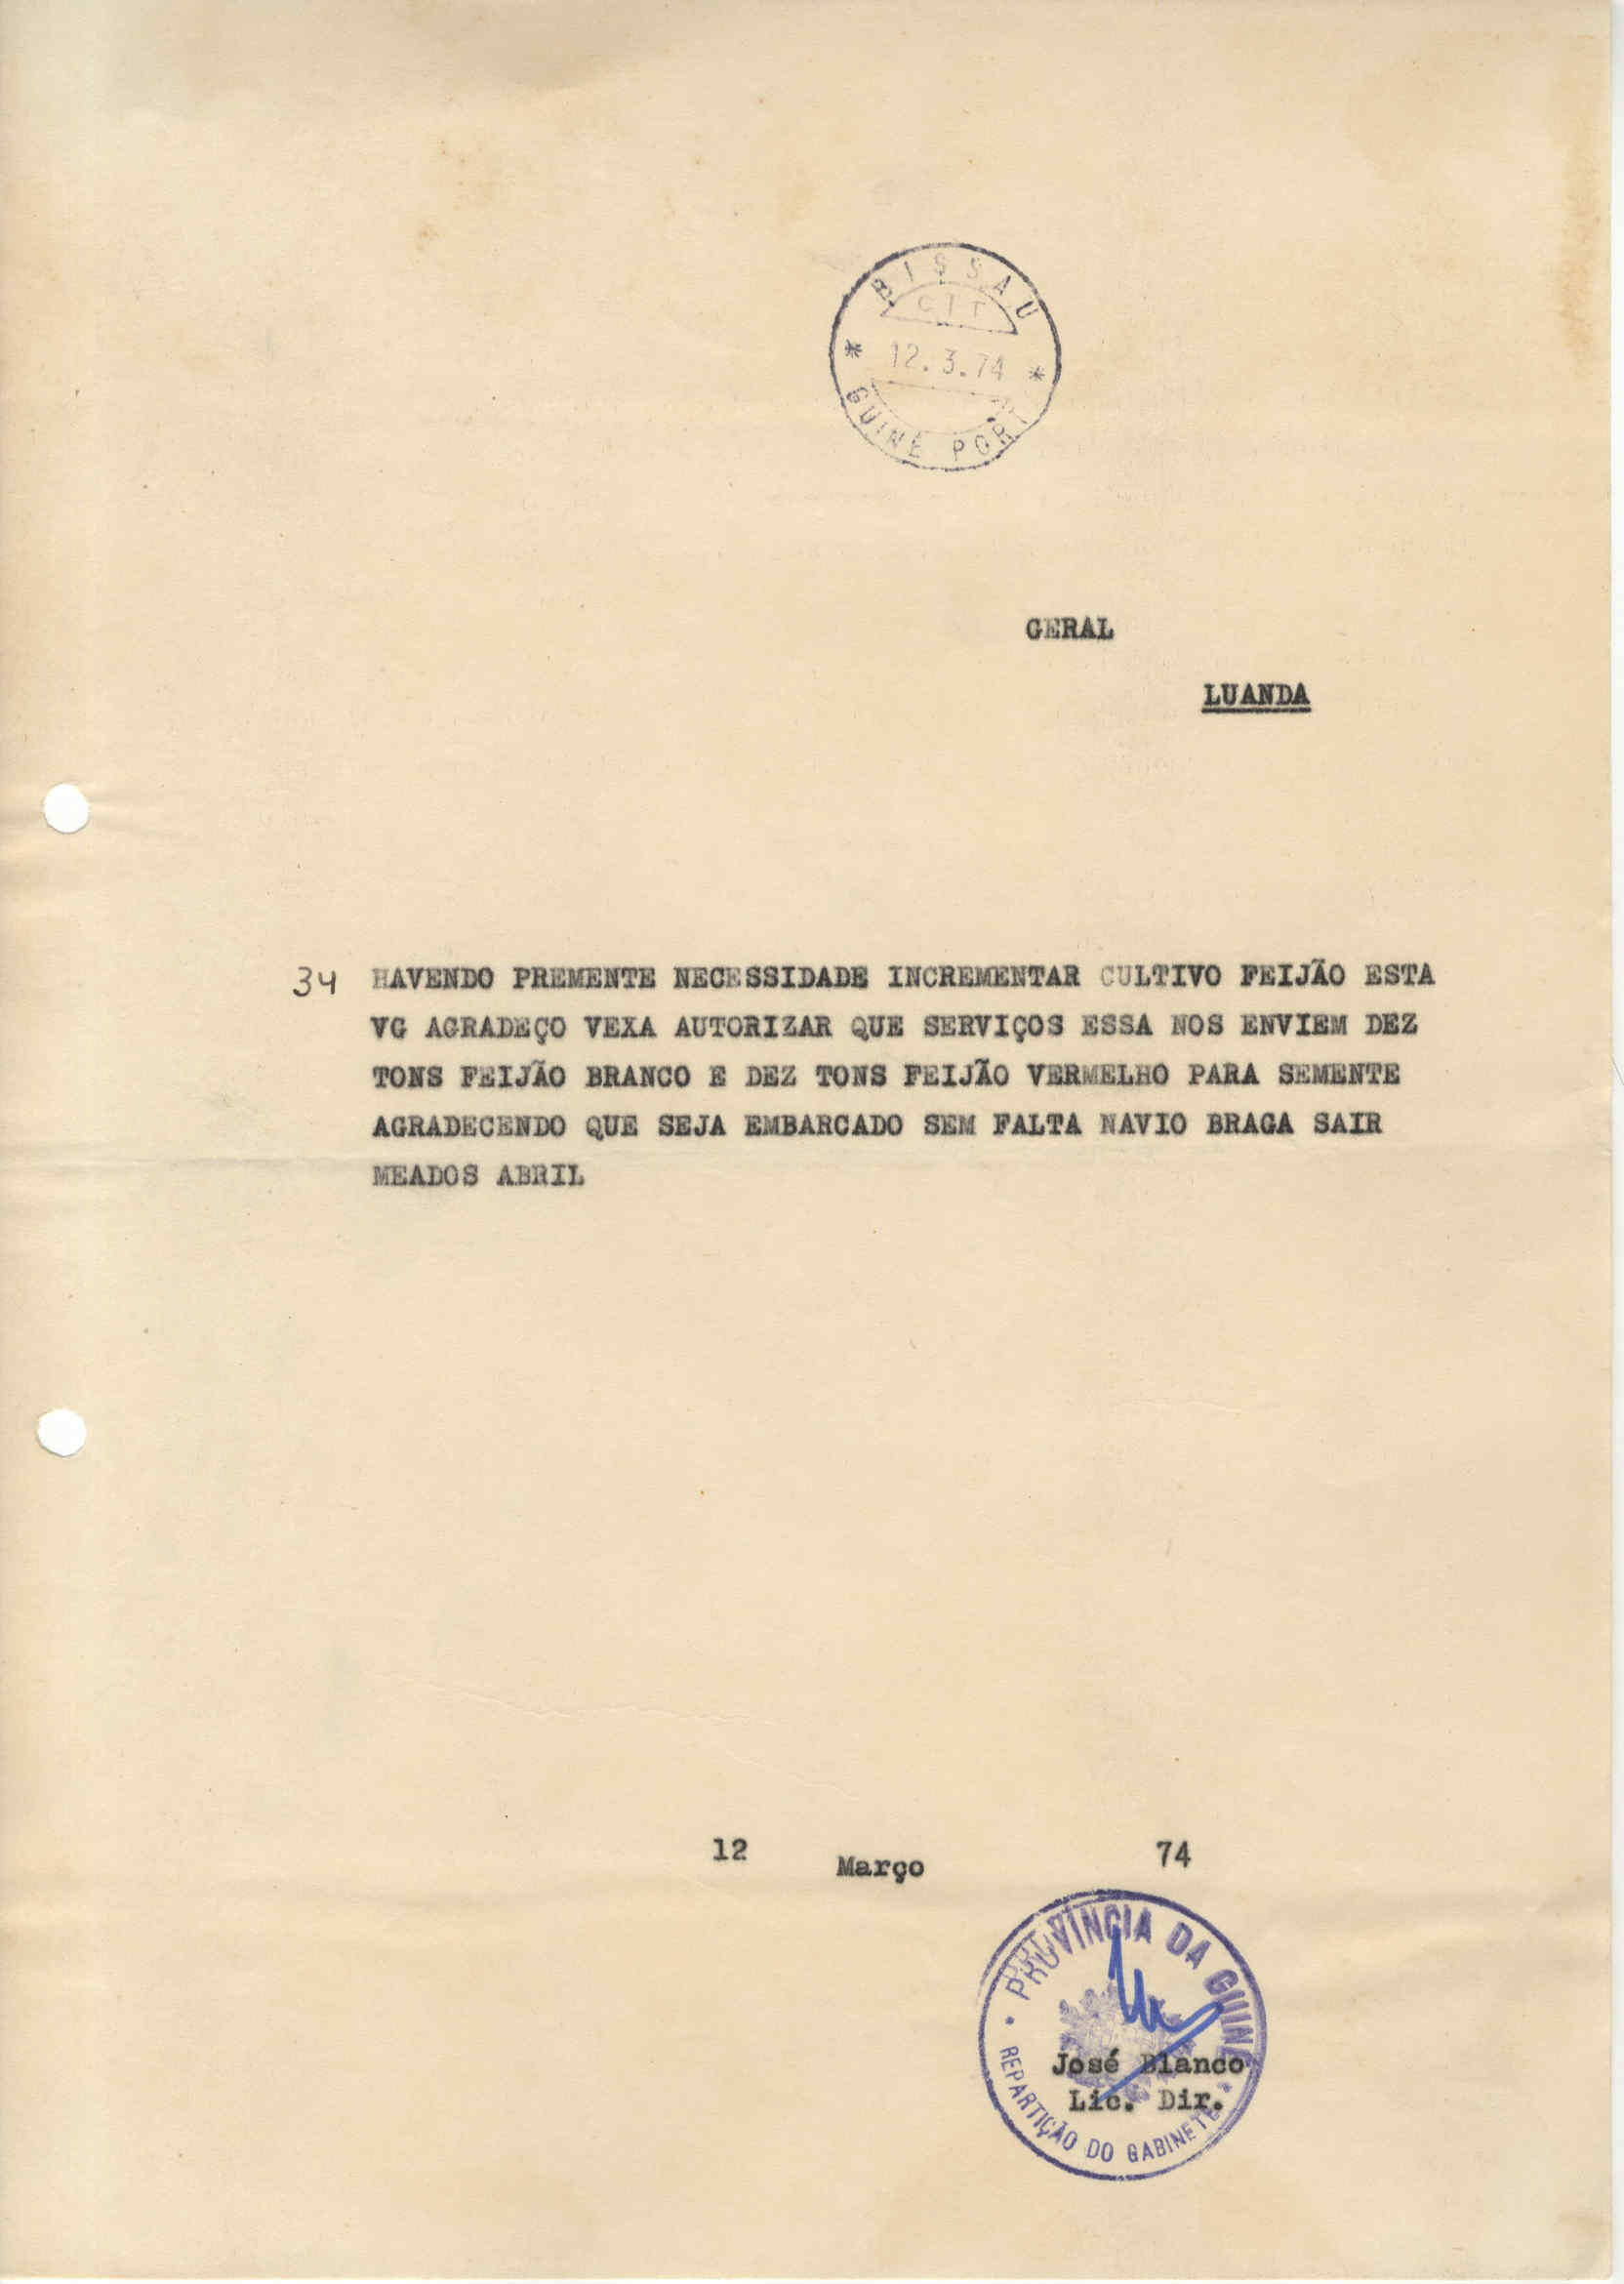 BISSAU
CTT
* 12.3.74 *
GUINÉ PORT
GERAL
LUANDA
34 HAVENDO PREMENTE NECESSIDADE INCREMENTAR CULTIVO FEIJÃO ESTA
VG AGRADEÇO VEXA AUTORIZAR QUE SERVIÇOS ESSA NOS ENVIEM DEZ
TONS FEIJÃO BRANCO E DEZ TONS FEIJÃO VERMELHO PARA SEMENTE
AGRADECENDO QUE SEJA EMBARCADO SEM FALTA NAVIO BRAGA SAIR
MEADOS ABRIL
12 Março 74
PROVÍNCIA DA GUINÉ
José Blanco
Lic. Dir.
REPARTIÇÃO DO GABINETE